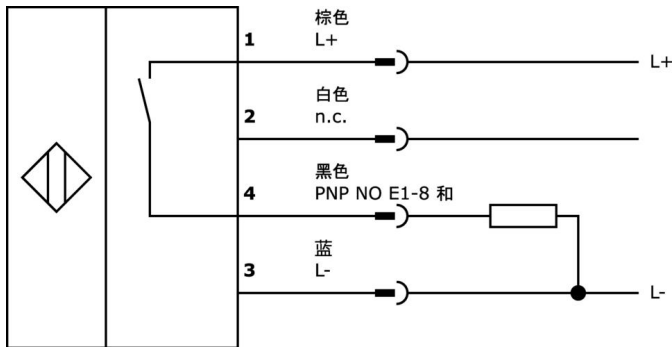 棕色
1 L+
L+
白色
2 n.c.
黑色
4 PNP NO E1-8 和
蓝
3 L-
L-